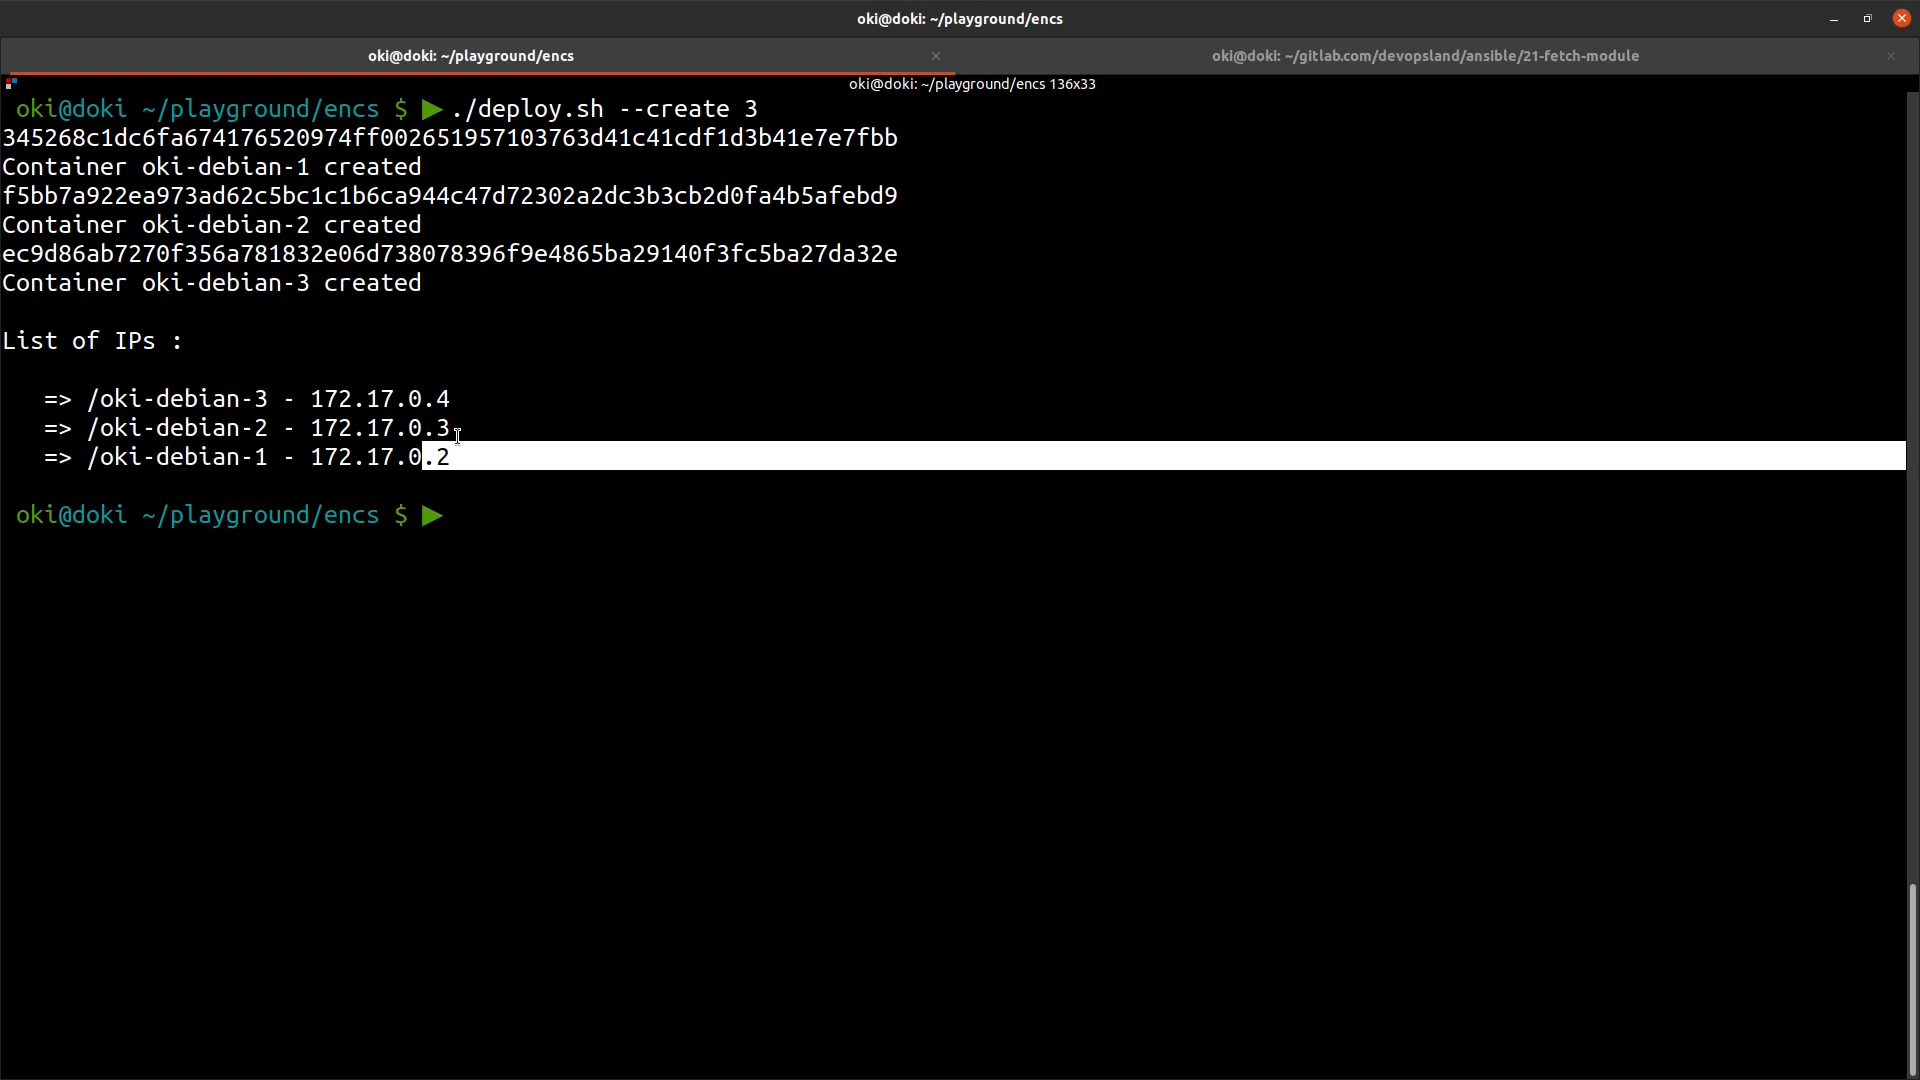 oki@doki: ~/playground/encs
oki@doki: ~/playground/encs × oki@doki: ~/gitlab.com/devopsland/ansible/21-fetch-module ×
oki@doki: ~/playground/encs 136x33
oki@doki ~/playground/encs $ ▶ ./deploy.sh --create 3
345268c1dc6fa674176520974ff002651957103763d41c41cdf1d3b41e7e7fbb
Container oki-debian-1 created
f5bb7a922ea973ad62c5bc1c1b6ca944c47d72302a2dc3b3cb2d0fa4b5afebd9
Container oki-debian-2 created
ec9d86ab7270f356a781832e06d738078396f9e4865ba29140f3fc5ba27da32e
Container oki-debian-3 created
List of IPs :
=> /oki-debian-3 - 172.17.0.4
=> /oki-debian-2 - 172.17.0.3
=> /oki-debian-1 - 172.17.0.2
oki@doki ~/playground/encs $ ▶